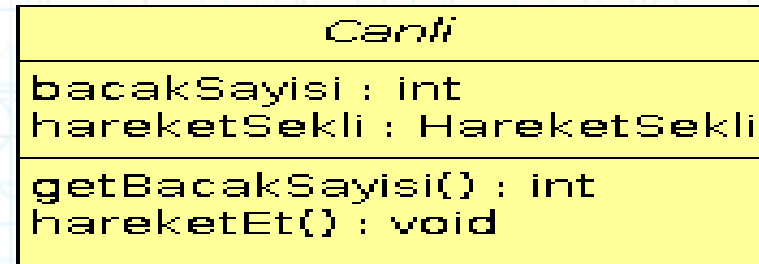 Canli
bacakSayisi : int
hareketSekli : HareketSekli
getBacakSayisi() : int
hareketEt() : void